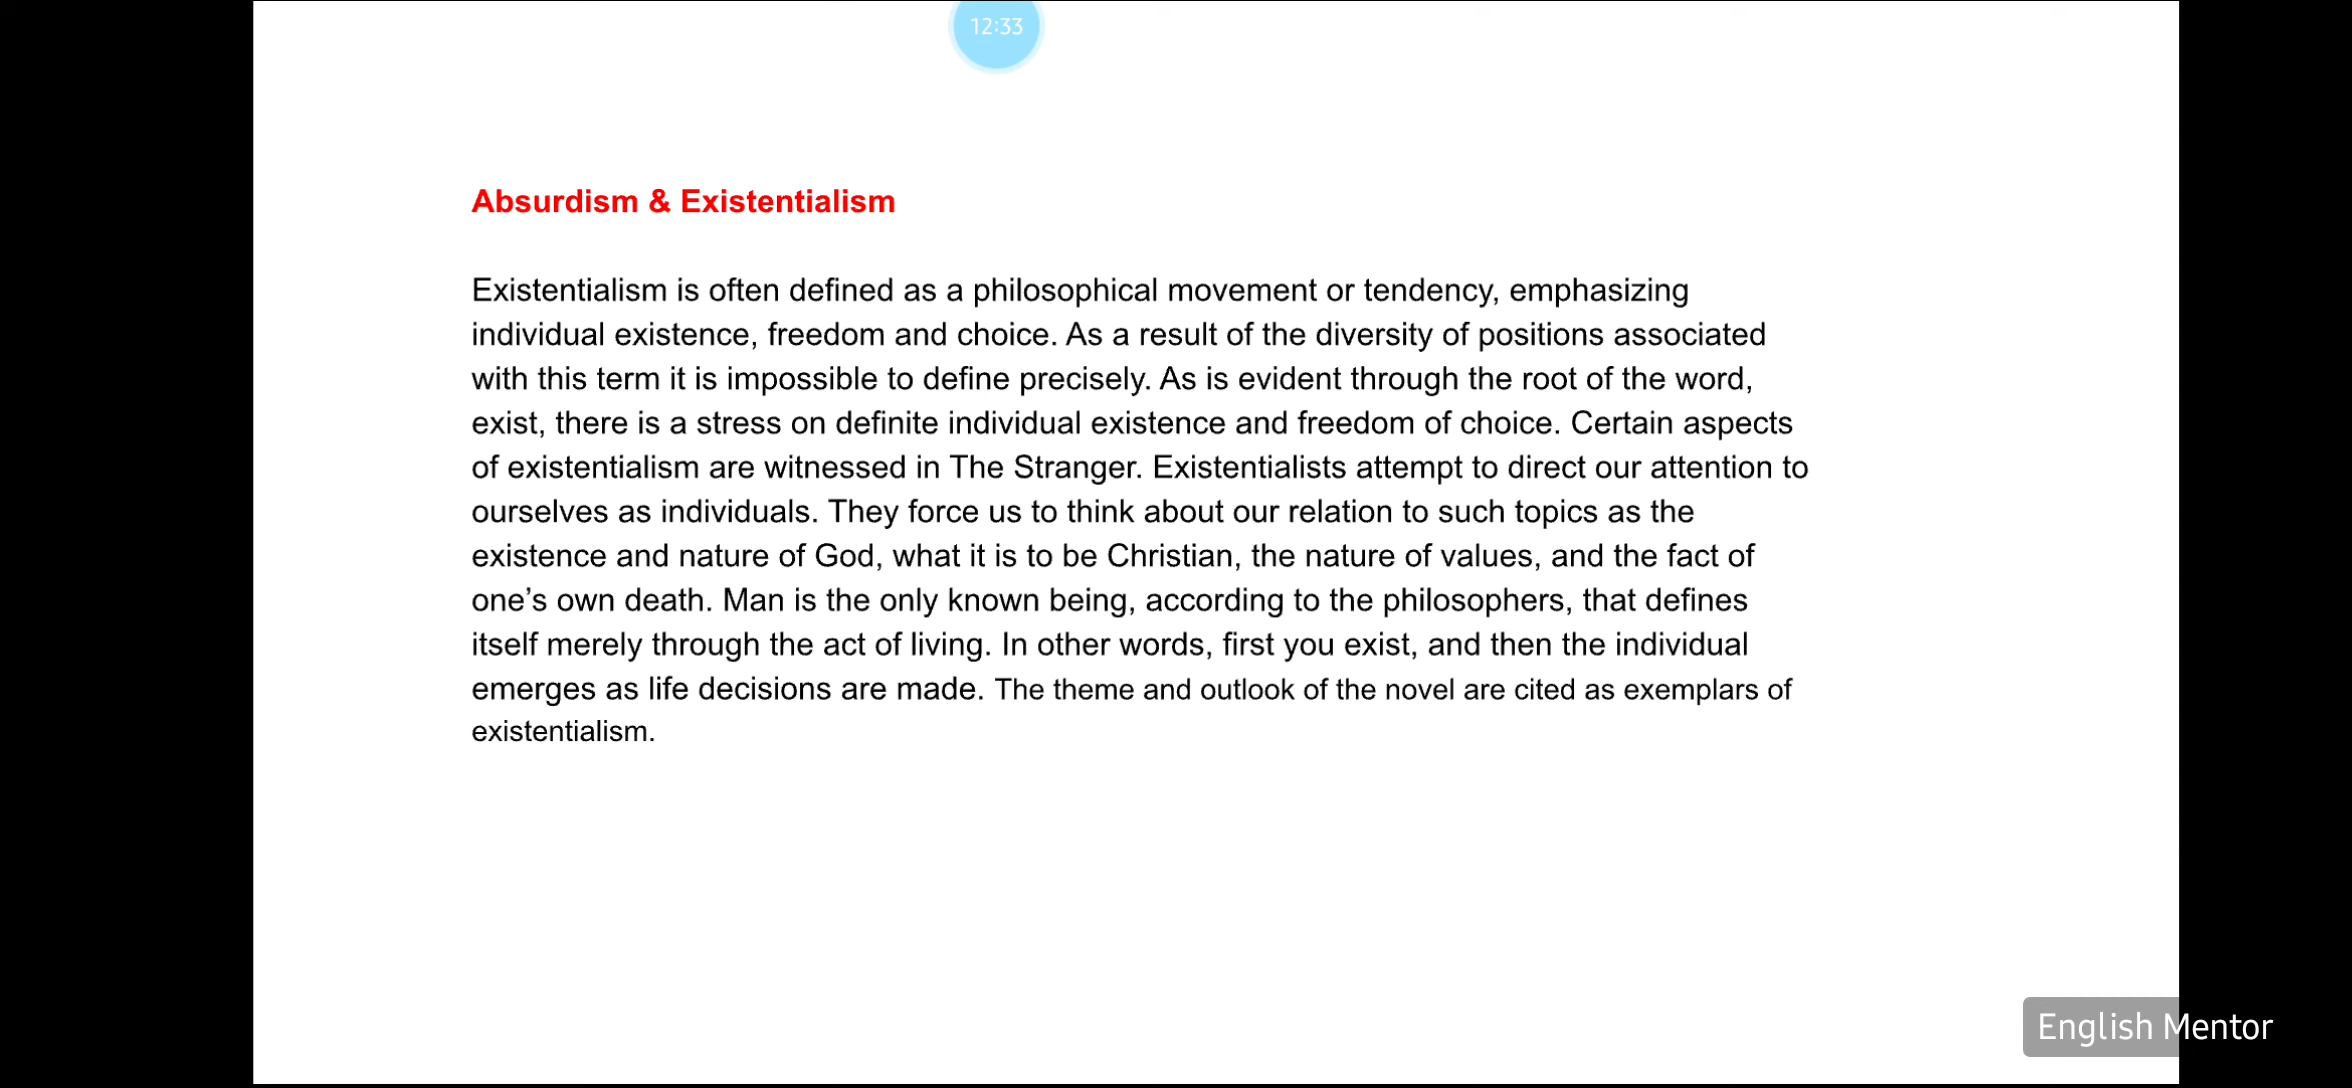 12:33
Absurdism & Existentialism
Existentialism is often defined as a philosophical movement or tendency, emphasizing
individual existence, freedom and choice. As a result of the diversity of positions associated
with this term it is impossible to define precisely. As is evident through the root of the word,
exist, there is a stress on definite individual existence and freedom of choice. Certain aspects
of existentialism are witnessed in The Stranger. Existentialists attempt to direct our attention to
ourselves as individuals. They force us to think about our relation to such topics as the
existence and nature of God, what it is to be Christian, the nature of values, and the fact of
one’s own death. Man is the only known being, according to the philosophers, that defines
itself merely through the act of living. In other words, first you exist, and then the individual
emerges as life decisions are made. The theme and outlook of the novel are cited as exemplars of
existentialism.
English Mentor